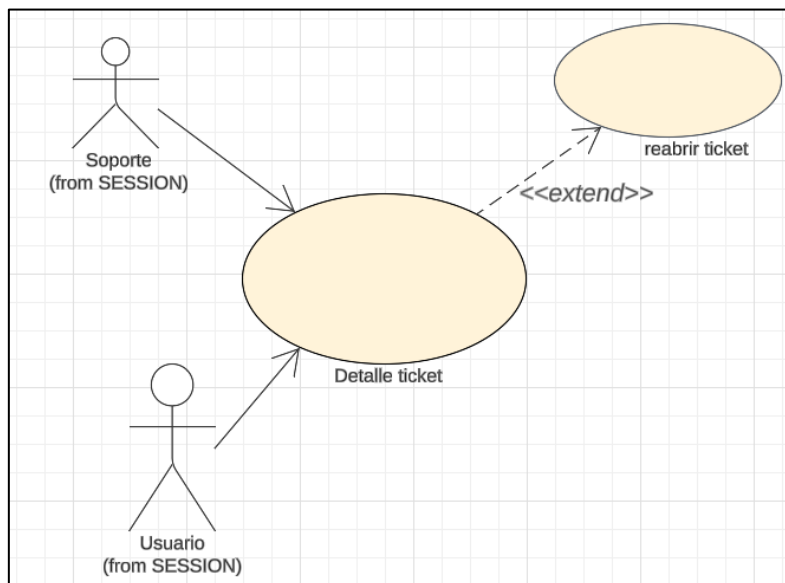 Soporte
(from SESSION)
reabrir ticket
<<extend>>
Detalle ticket
Usuario
(from SESSION)